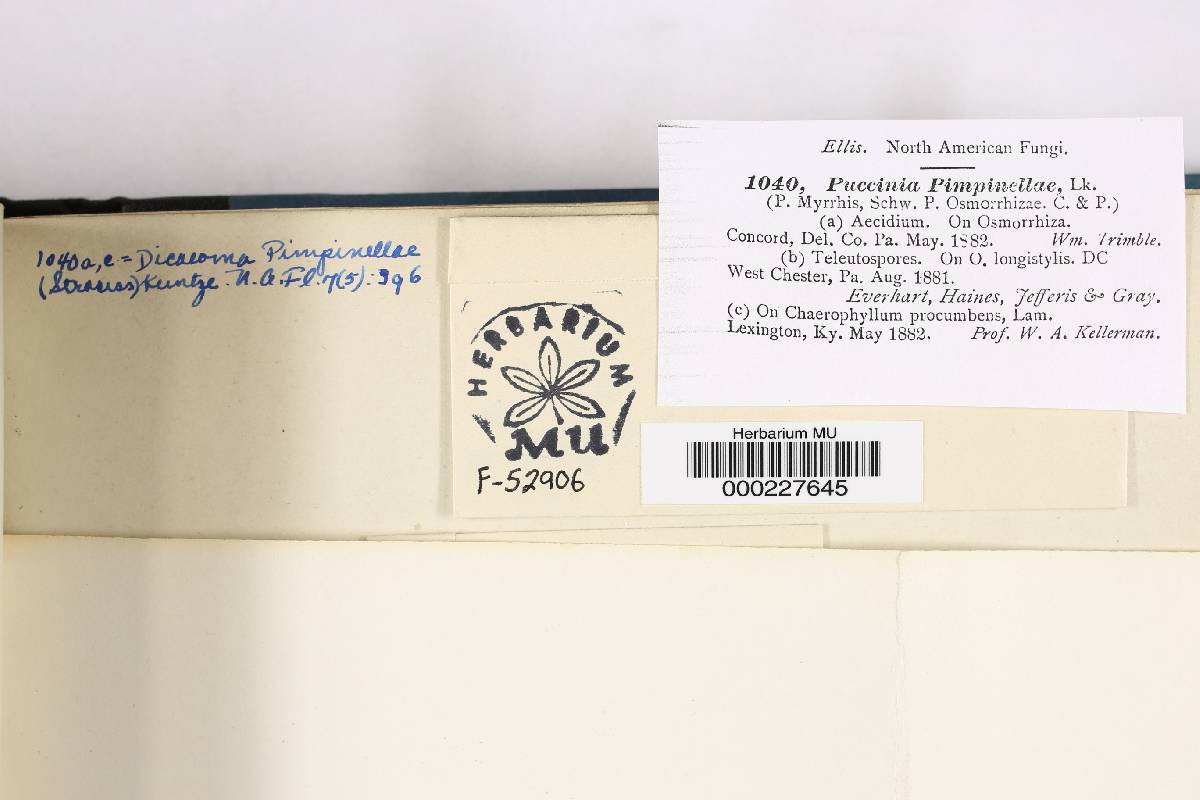 1040a,c = Dicaeoma Pimpinellae
(Strauss) Kuntze. N.A.Fl. 7(5): 396
HERBARIUM
MU
F-52906
Ellis. North American Fungi.
1040, Puccinia Pimpinellae, Lk.
(P. Myrrhis, Schw. P. Osmorrhizae. C. & P.)
(a) Aecidium. On Osmorrhiza.
Concord, Del. Co. Pa. May. 1882. Wm. Trimble.
(b) Teleutospores. On O. longistylis. DC
West Chester, Pa. Aug. 1881.
Everhart, Haines, Jefferis & Gray.
(c) On Chaerophyllum procumbens, Lam.
Lexington, Ky. May 1882. Prof. W. A. Kellerman.
Herbarium MU
000227645